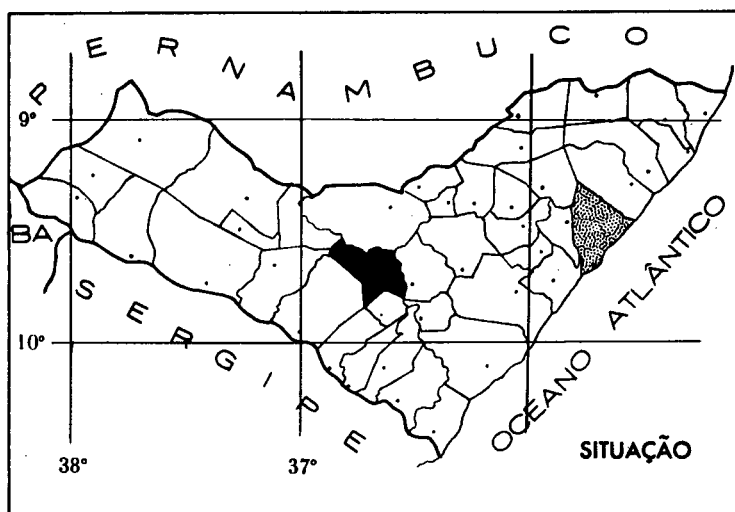 PERNAMBUCO
9°
BA
SERGIPE
OCEANO ATLÂNTICO
10°
38°
37°
SITUAÇÃO